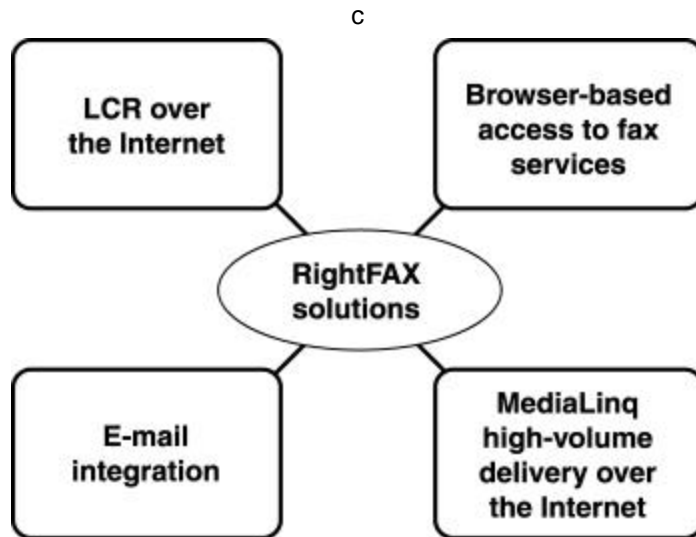 c
LCR over
the Internet
Browser-based
access to fax
services
RightFAX
solutions
E-mail
integration
MediaLinq
high-volume
delivery over
the Internet